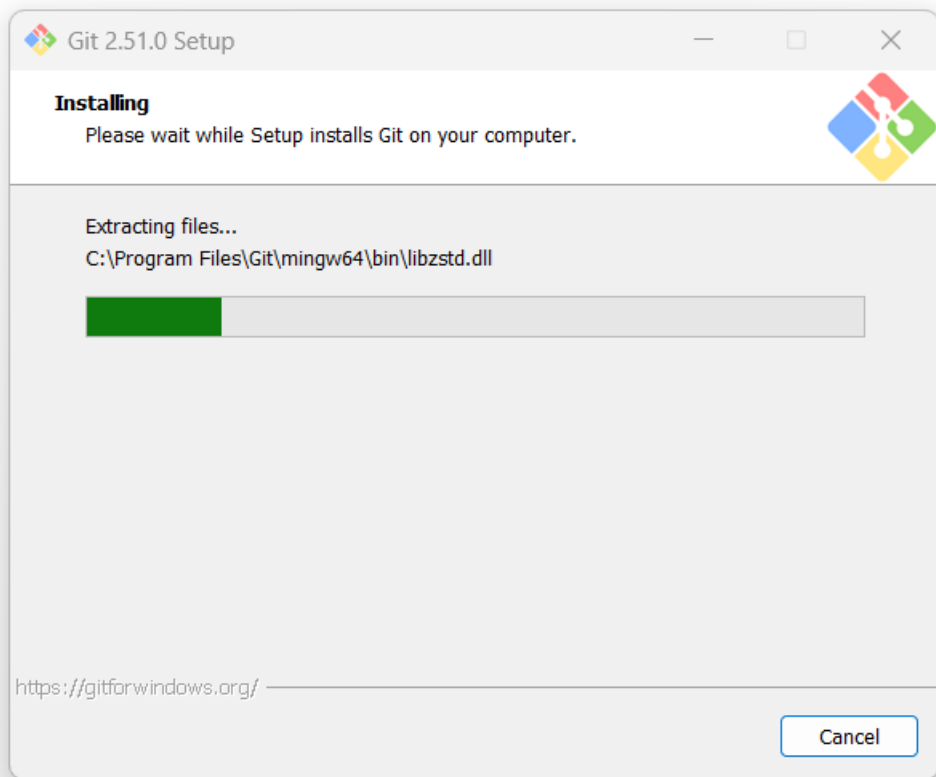 Git 2.51.0 Setup
Installing
Please wait while Setup installs Git on your computer.
Extracting files...
C:\Program Files\Git\mingw64\bin\libzstd.dll
https://gitforwindows.org/
Cancel